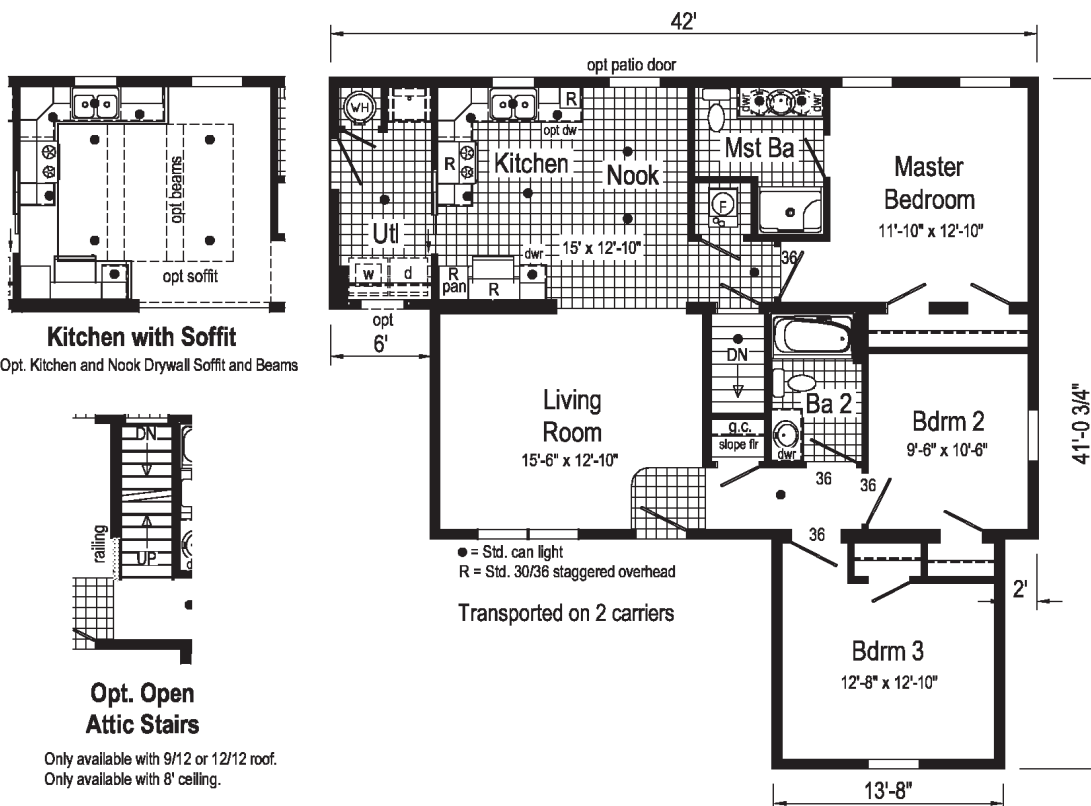 42'
opt patio door
WH
R
opt dw
R
Kitchen
Nook
Mst Ba
dwr
dwr
Master
Bedroom
11'-10" x 12'-10"
Utl
F
15' x 12'-10"
dwr
36
w
d
R
pan
R
opt
6'
opt beams
opt soffit
Kitchen with Soffit
Opt. Kitchen and Nook Drywall Soffit and Beams
DN
Living
Room
15'-6" x 12'-10"
Ba 2
g.c.
slope flr
dwr
Bdrm 2
9'-6" x 10'-6"
41'-0 3/4"
36
36
36
DN
railing
UP
● = Std. can light
R = Std. 30/36 staggered overhead
Transported on 2 carriers
2'
Bdrm 3
12'-8" x 12'-10"
Opt. Open
Attic Stairs
Only available with 9/12 or 12/12 roof.
Only available with 8' ceiling.
13'-8"